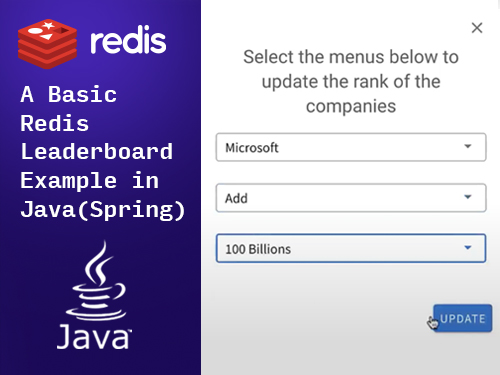 redis
A Basic
Redis
Leaderboard
Example in
Java(Spring)
Java™
×
Select the menus below to
update the rank of the
companies
Microsoft
Add
100 Billions
UPDATE